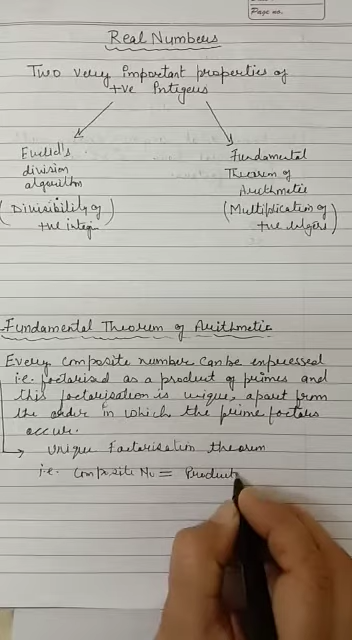 Page no.
Real Numbers
Two very important properties of
+ve Integers
Euclid's
division
algorithm
(Divisibility of
+ve integ
Fundamental
Theorem of
Arithmetic
(Multiplication of
+ve integers)
Fundamental Theorem of Arithmetic
Every composite number can be expressed
i.e. factorised as a product of primes and
this factorisation is unique, apart from
the order in which the prime factors
occur.
Unique Factorisation theorem
i.e. Composite No = Product